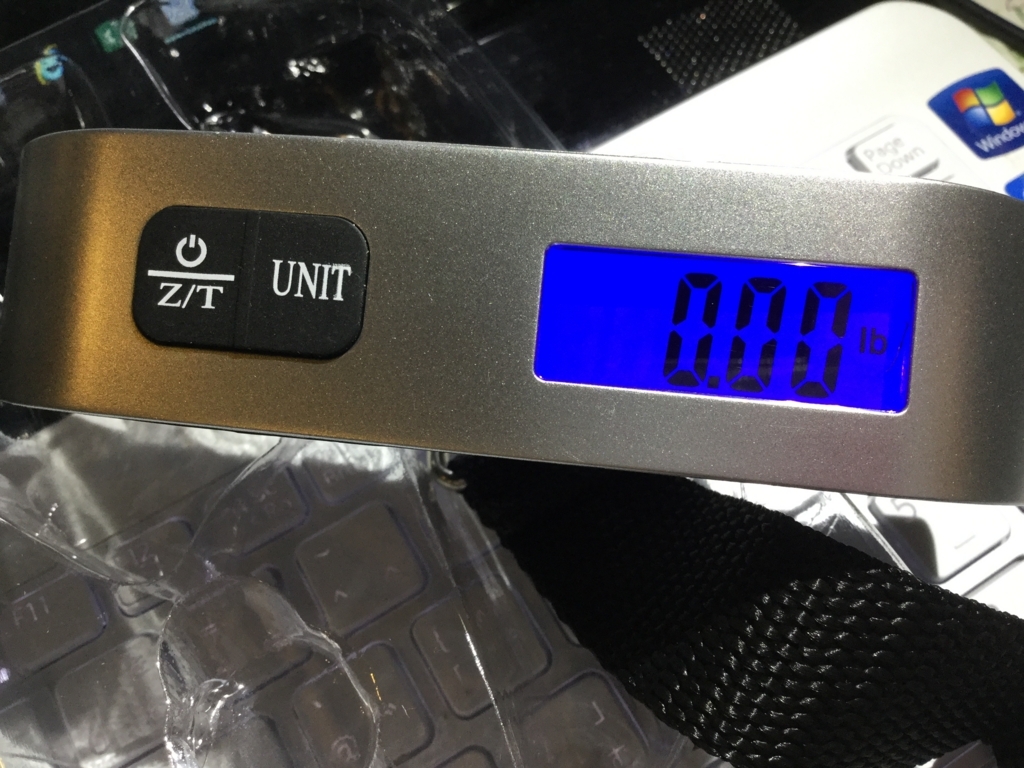 Page
Down
Window
Z/T
UNIT
0.00 lb